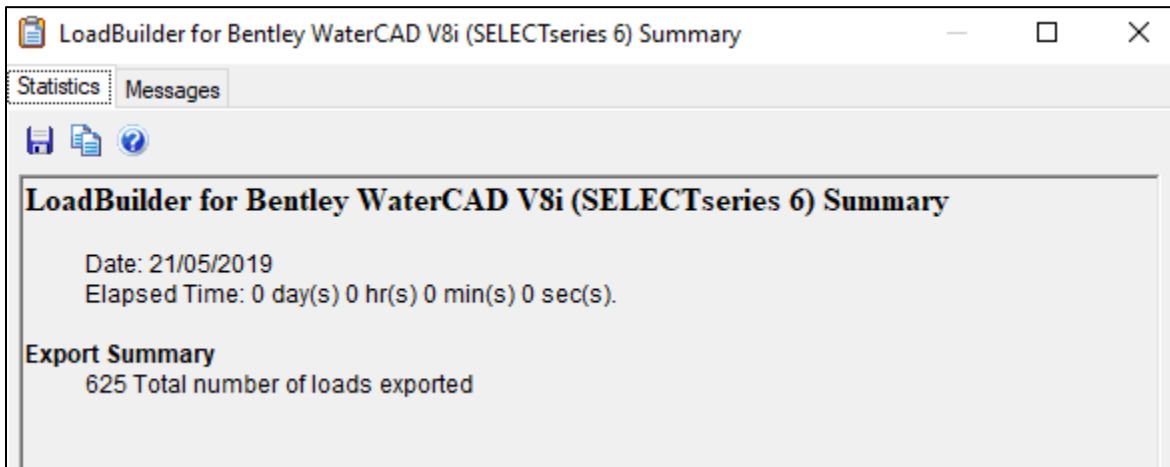 LoadBuilder for Bentley WaterCAD V8i (SELECTseries 6) Summary
Statistics Messages
LoadBuilder for Bentley WaterCAD V8i (SELECTseries 6) Summary
Date: 21/05/2019
Elapsed Time: 0 day(s) 0 hr(s) 0 min(s) 0 sec(s).
Export Summary
625 Total number of loads exported